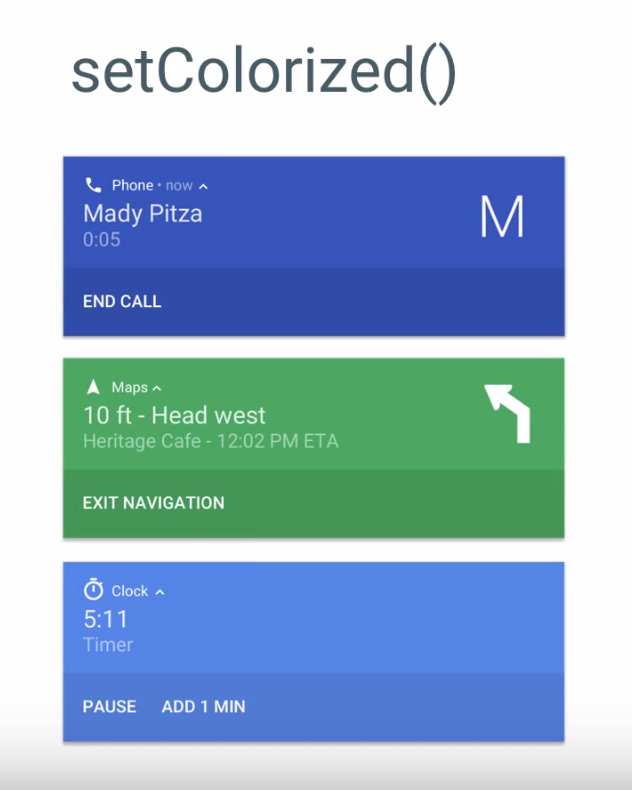 setColorized()
Phone • now
Mady Pitza
0:05
M
END CALL
Maps
10 ft - Head west
Heritage Cafe - 12:02 PM ETA
EXIT NAVIGATION
Clock
5:11
Timer
PAUSE ADD 1 MIN